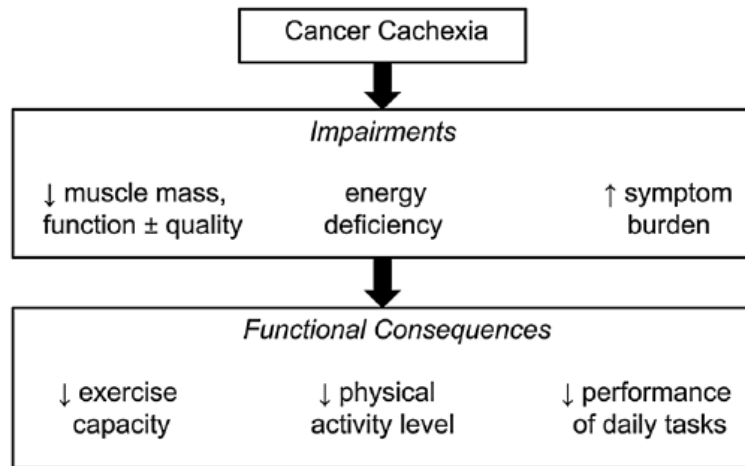 Cancer Cachexia
Impairments
↓ muscle mass,
function ± quality
energy
deficiency
↑ symptom
burden
Functional Consequences
↓ exercise
capacity
↓ physical
activity level
↓ performance
of daily tasks